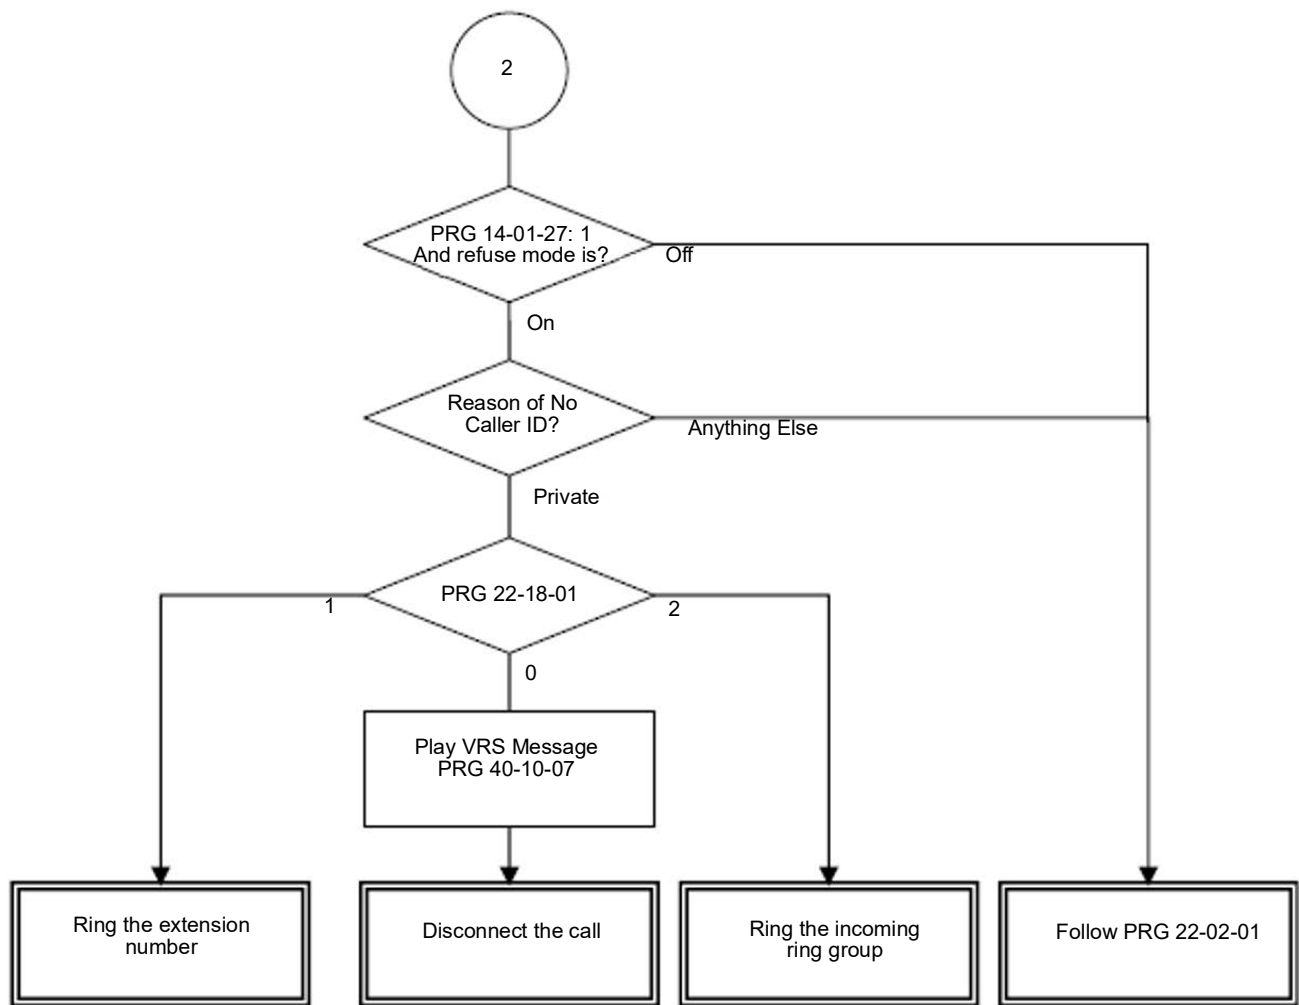 2
PRG 14-01-27: 1
And refuse mode is?
Off
On
Reason of No
Caller ID?
Anything Else
Private
PRG 22-18-01
1
2
0
Play VRS Message
PRG 40-10-07
Ring the extension
number
Disconnect the call
Ring the incoming
ring group
Follow PRG 22-02-01